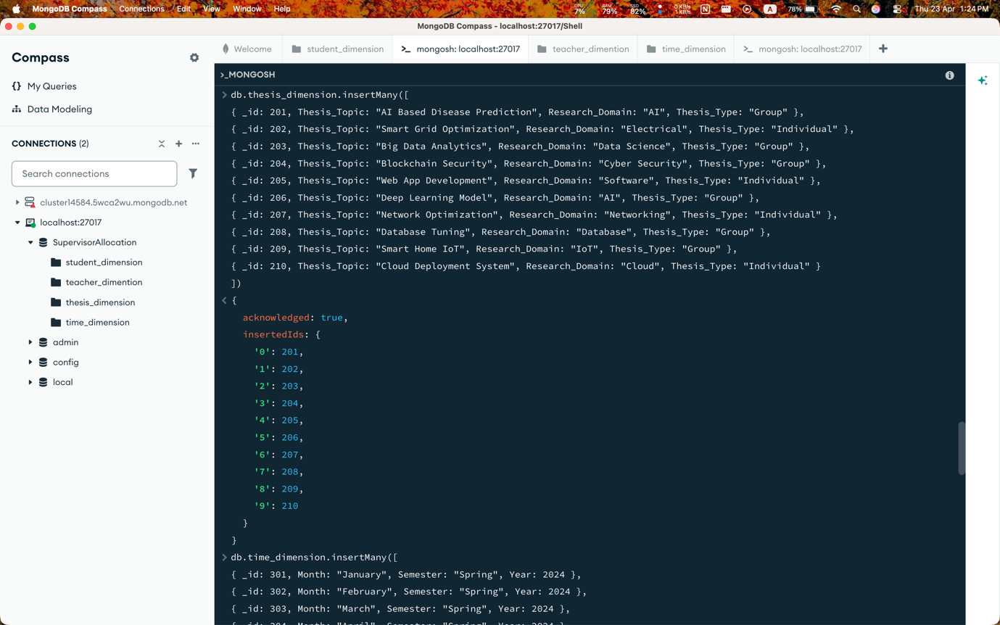 MongoDB Compass Connections Edit View Window Help
CPU 7% RAM 79% SSD 82% 0 KB/s 1 KB/s N A 78% Thu 23 Apr 1:24 PM
MongoDB Compass - localhost:27017/Shell
Compass
My Queries
Data Modeling
CONNECTIONS (2)
Search connections
cluster14584.5wca2wu.mongodb.net
localhost:27017
SupervisorAllocation
student_dimension
teacher_dimention
thesis_dimension
time_dimension
admin
config
local
Welcome student_dimension >_ mongosh: localhost:27017 teacher_dimention time_dimension >_ mongosh: localhost:27017 +
>_MONGOSH
> db.thesis_dimension.insertMany([
{ _id: 201, Thesis_Topic: "AI Based Disease Prediction", Research_Domain: "AI", Thesis_Type: "Group" },
{ _id: 202, Thesis_Topic: "Smart Grid Optimization", Research_Domain: "Electrical", Thesis_Type: "Individual" },
{ _id: 203, Thesis_Topic: "Big Data Analytics", Research_Domain: "Data Science", Thesis_Type: "Group" },
{ _id: 204, Thesis_Topic: "Blockchain Security", Research_Domain: "Cyber Security", Thesis_Type: "Group" },
{ _id: 205, Thesis_Topic: "Web App Development", Research_Domain: "Software", Thesis_Type: "Individual" },
{ _id: 206, Thesis_Topic: "Deep Learning Model", Research_Domain: "AI", Thesis_Type: "Group" },
{ _id: 207, Thesis_Topic: "Network Optimization", Research_Domain: "Networking", Thesis_Type: "Individual" },
{ _id: 208, Thesis_Topic: "Database Tuning", Research_Domain: "Database", Thesis_Type: "Group" },
{ _id: 209, Thesis_Topic: "Smart Home IoT", Research_Domain: "IoT", Thesis_Type: "Group" },
{ _id: 210, Thesis_Topic: "Cloud Deployment System", Research_Domain: "Cloud", Thesis_Type: "Individual" }
])
< {
acknowledged: true,
insertedIds: {
'0': 201,
'1': 202,
'2': 203,
'3': 204,
'4': 205,
'5': 206,
'6': 207,
'7': 208,
'8': 209,
'9': 210
}
}
> db.time_dimension.insertMany([
{ _id: 301, Month: "January", Semester: "Spring", Year: 2024 },
{ _id: 302, Month: "February", Semester: "Spring", Year: 2024 },
{ _id: 303, Month: "March", Semester: "Spring", Year: 2024 },
{ _id: 304, Month: "April", Semester: "Spring", Year: 2024 },